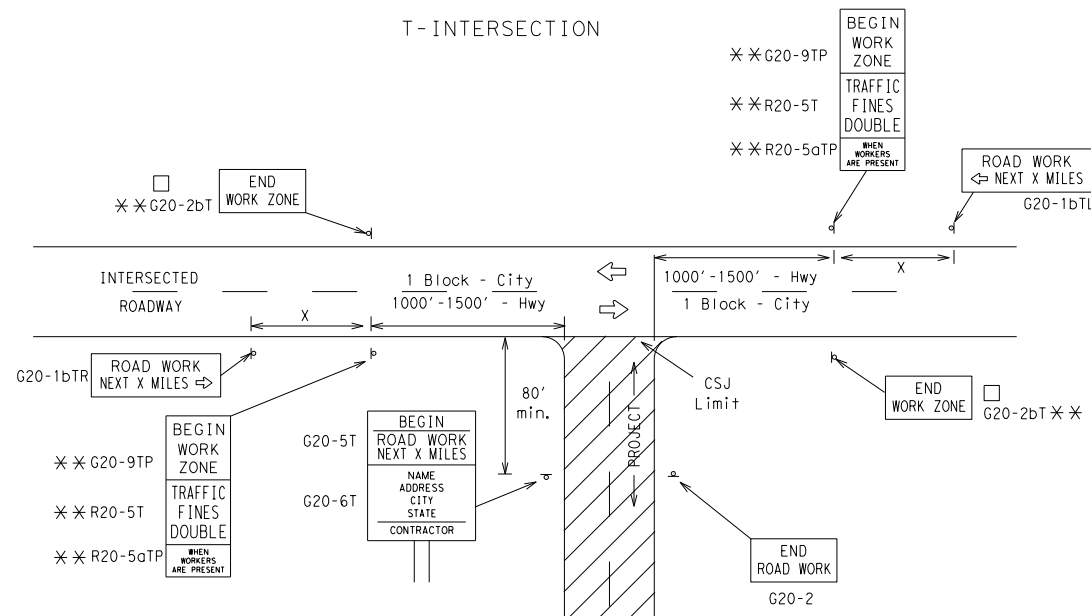 T-INTERSECTION
BEGIN
WORK
ZONE
TRAFFIC
FINES
DOUBLE
WHEN
WORKERS
ARE PRESENT
**G20-9TP
**R20-5T
**R20-5aTP
ROAD WORK
⇦ NEXT X MILES
G20-1bTL
□
**G20-2bT
END
WORK ZONE
INTERSECTED
ROADWAY
X
1 Block - City
1000'-1500' - Hwy
1000'-1500' - Hwy
1 Block - City
X
G20-1bTR
ROAD WORK
NEXT X MILES ⇨
80'
min.
CSJ
Limit
PROJECT
END
WORK ZONE
□
G20-2bT **
**G20-9TP
**R20-5T
**R20-5aTP
BEGIN
WORK
ZONE
TRAFFIC
FINES
DOUBLE
WHEN
WORKERS
ARE PRESENT
G20-5T
G20-6T
BEGIN
ROAD WORK
NEXT X MILES
NAME
ADDRESS
CITY
STATE
CONTRACTOR
END
ROAD WORK
G20-2